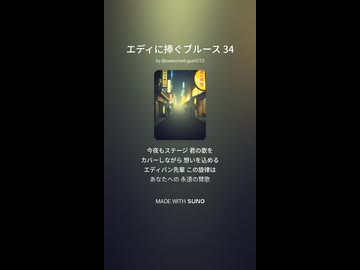 エディに捧ぐブルース 34
by @awesomefugue0773
今夜もステージ 君の歌を
カバーしながら 想いを込める
エディバン先輩 この旋律は
あなたへの 永遠の賛歌
MADE WITH SUNO